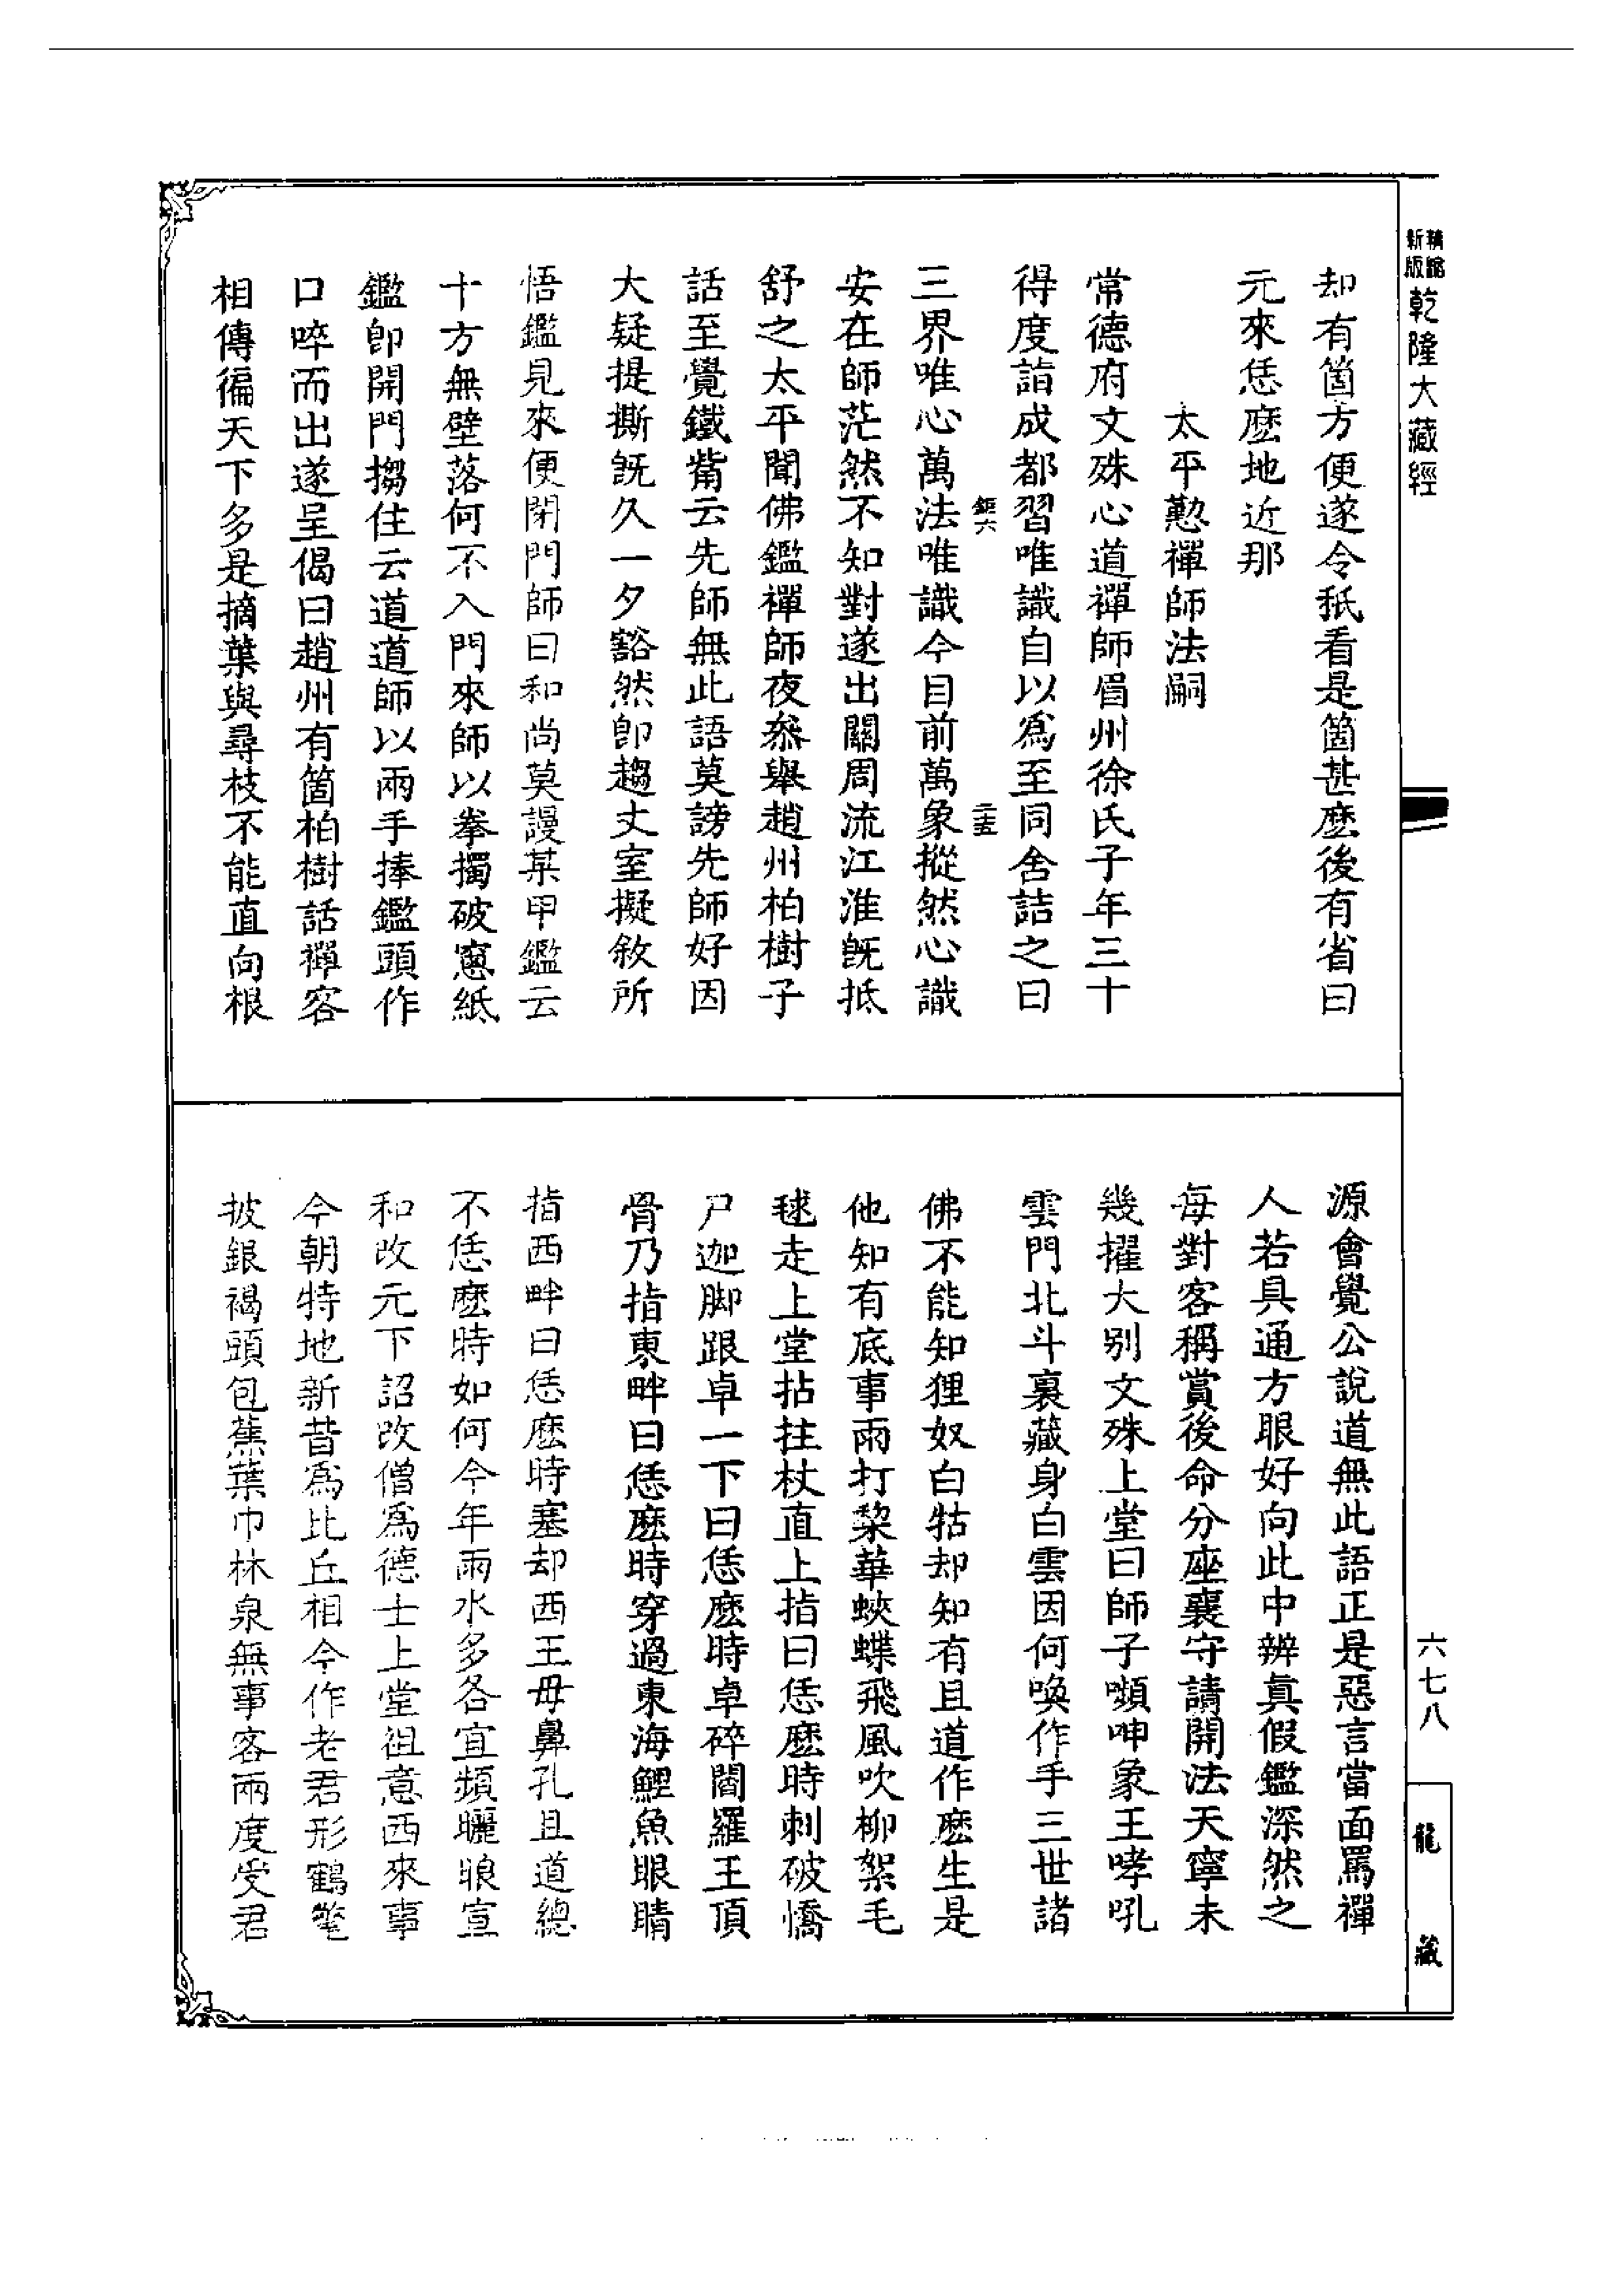 新版
精縮
乾隆大藏經
却有箇方便遂令秖看是箇甚麽後有省曰
元來恁麽地近那
太平懃禪師法嗣
常德府文殊心道禪師眉州徐氏子年三十
得度詣成都習唯識自以爲至同舍詰之曰
鉅六
三界唯心萬法唯識今目前萬象摐然心識
安在師茫然不知對遂出關周流江淮旣抵
舒之太平聞佛鑑禪師夜叅舉趙州柏樹子
話至覺鐵觜云先師無此語莫謗先師好因
大疑提撕旣久一夕豁然卽趨丈室擬敘所
悟鑑見來便閉門師曰和尚莫謾某甲鑑云
十方無壁落何不入門來師以拳擉破窻紙
鑑卽開門搊住云道道師以兩手捧鑑頭作
口啐而出遂呈偈曰趙州有箇柏樹話禪客
相傳徧天下多是摘葉與尋枝不能直向根
源會覺公說道無此語正是惡言當面罵禪
人若具通方眼好向此中辨真假鑑深然之
每對客稱賞後命分座襄守請開法天寧未
幾擢大別文殊上堂曰師子嚬呻象王哮吼
雲門北斗裏藏身白雲因何喚作手三世諸
佛不能知狸奴白牯却知有且道作麽生是
他知有底事雨打棃華蛺蝶飛風吹柳絮毛
毬走上堂拈拄杖直上指曰恁麽時刺破憍
尸迦脚跟卓一下曰恁麽時卓碎閻羅王頂
骨乃指東畔曰恁麽時穿過東海鯉魚眼睛
指西畔曰恁麽時塞却西王毋鼻孔且道總
不恁麽時如何今年雨水多各宜頻曬晾宣
和改元下詔改僧爲德士上堂祖意西來事
今朝特地新昔爲比丘相今作老君形鶴氅
披銀褐頭包蕉葉巾林泉無事客兩度受君
六七八
龍藏